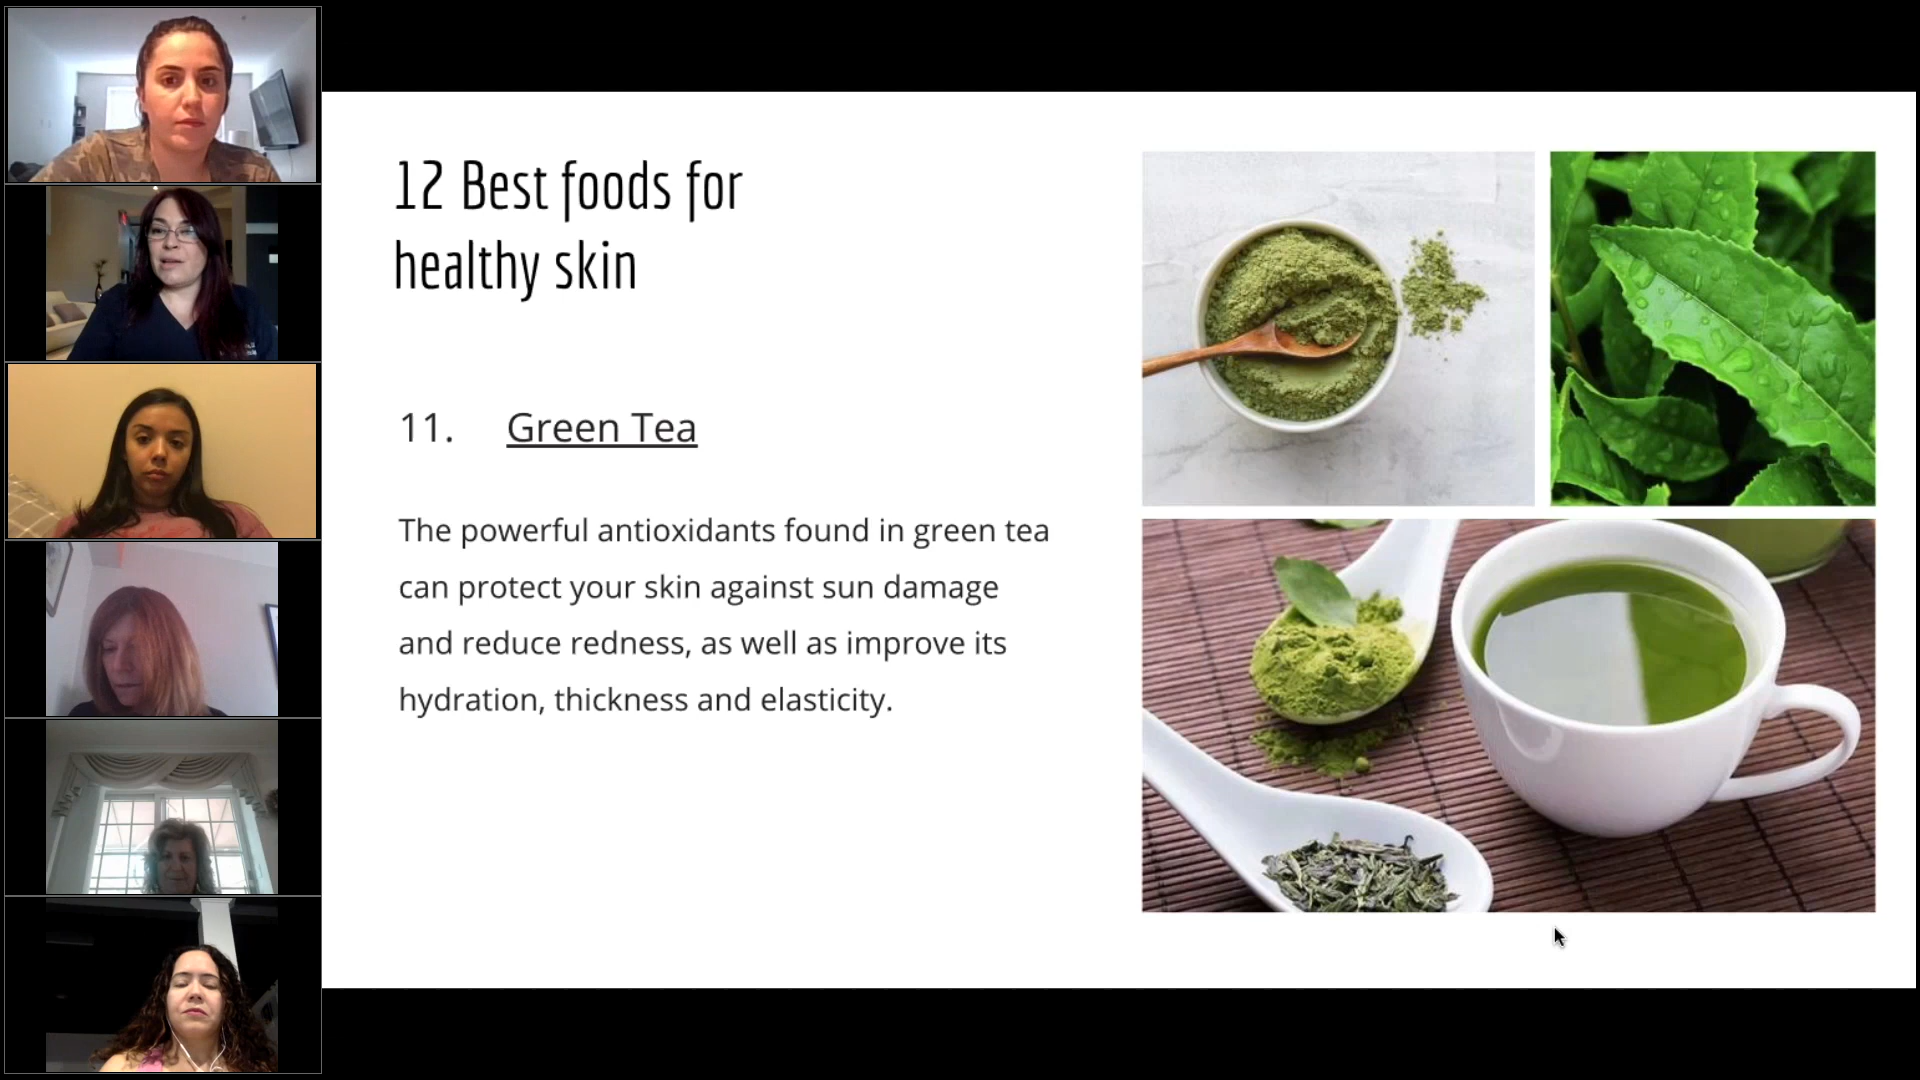 12 Best foods for
healthy skin
11. Green Tea
The powerful antioxidants found in green tea
can protect your skin against sun damage
and reduce redness, as well as improve its
hydration, thickness and elasticity.